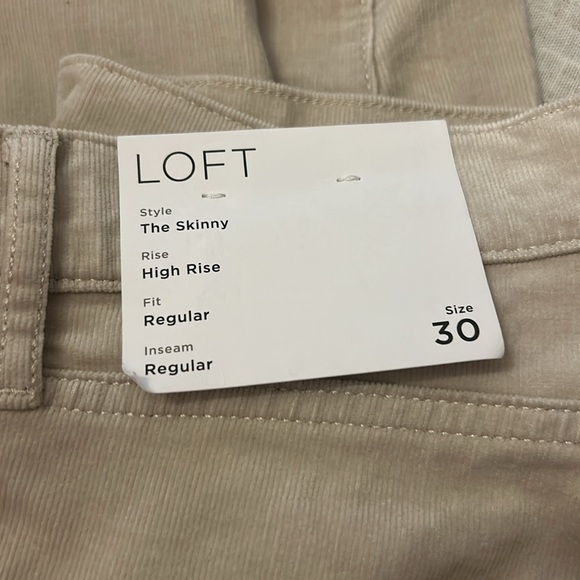 LOFT
Style
The Skinny
Rise
High Rise
Fit
Regular
Inseam
Regular
Size
30